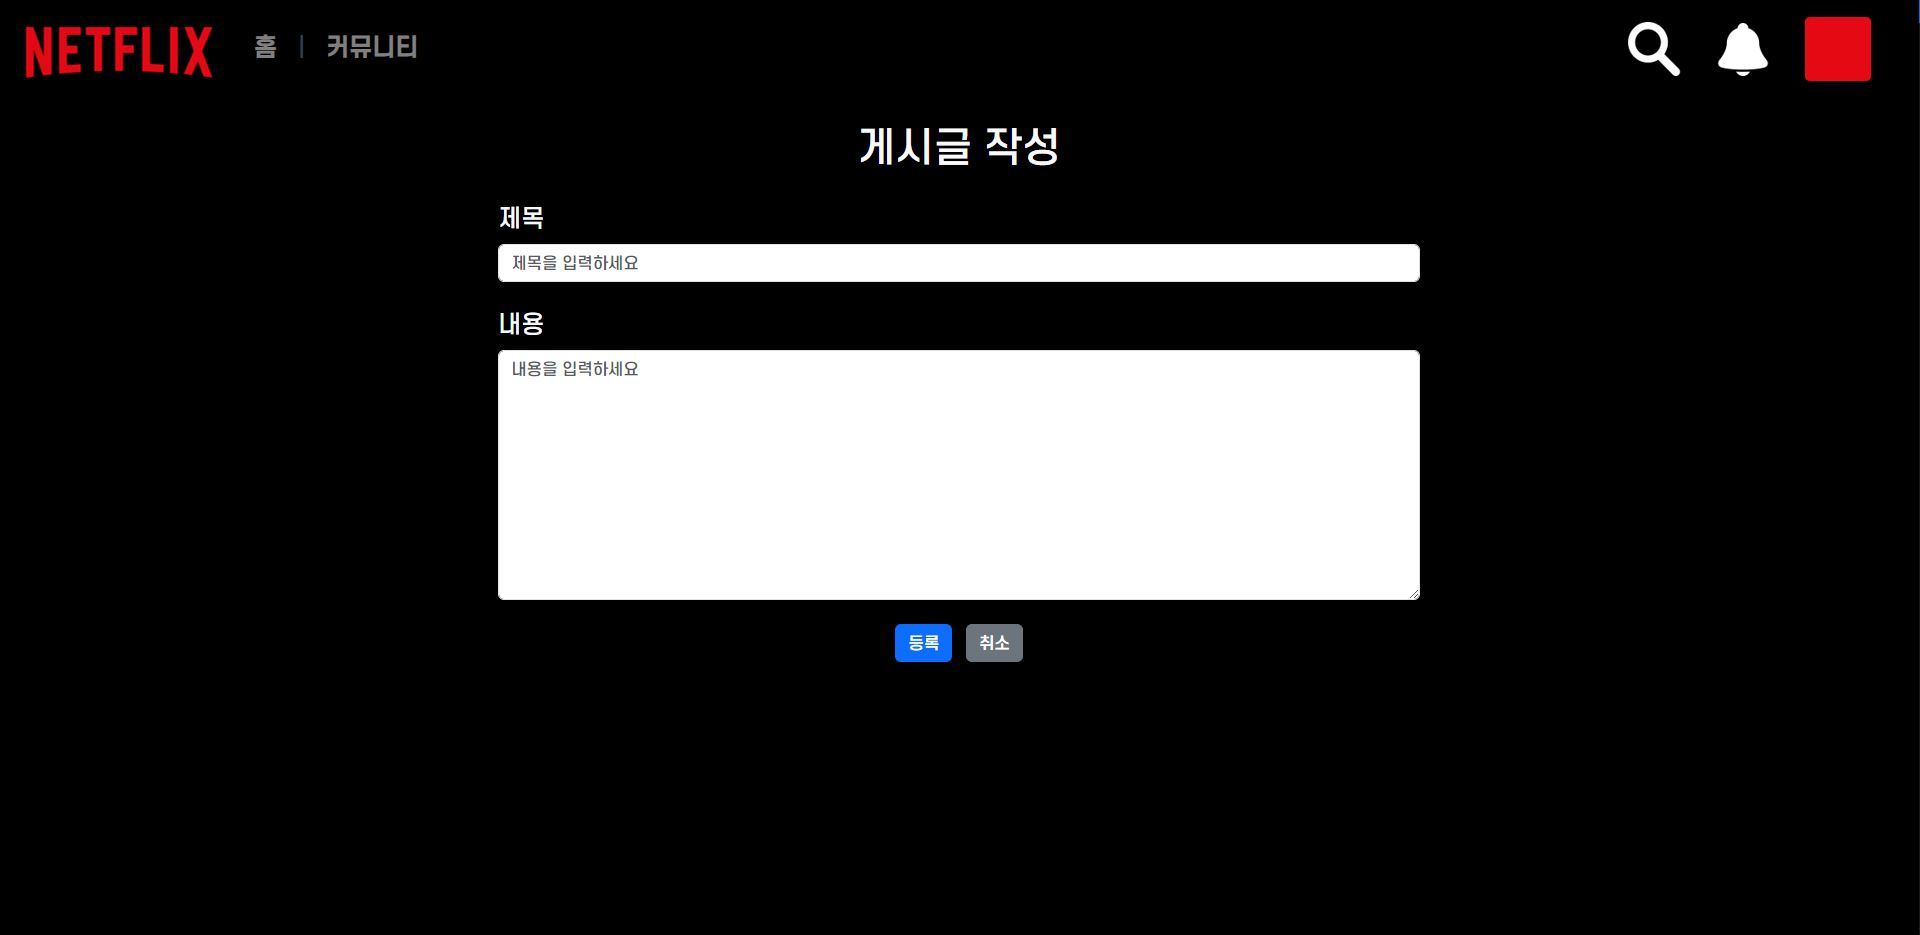 NETFLIX 홈 | 커뮤니티
게시글 작성
제목
제목을 입력하세요
내용
내용을 입력하세요
등록 취소